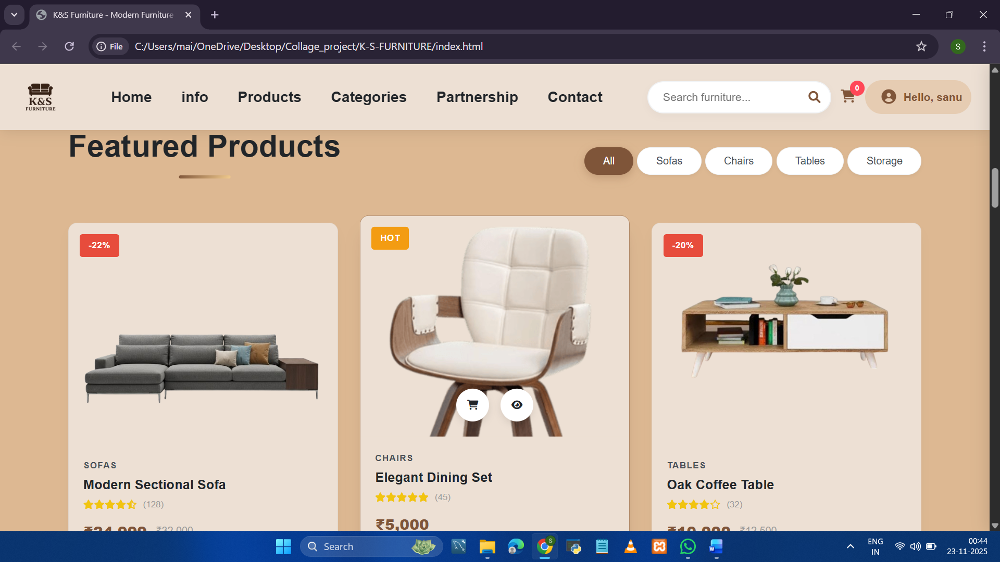 K&S Furniture - Modern Furniture
File C:/Users/mai/OneDrive/Desktop/Collage_project/K-S-FURNITURE/index.html
S
K&S
FURNITURE
Home info Products Categories Partnership Contact
Search furniture...
0
Hello, sanu
Featured Products
All Sofas Chairs Tables Storage
-22%
SOFAS
Modern Sectional Sofa
(128)
₹32,000
HOT
CHAIRS
Elegant Dining Set
(45)
₹5,000
-20%
TABLES
Oak Coffee Table
(32)
₹12,500
Search
S
W
ENG
IN
00:44
23-11-2025